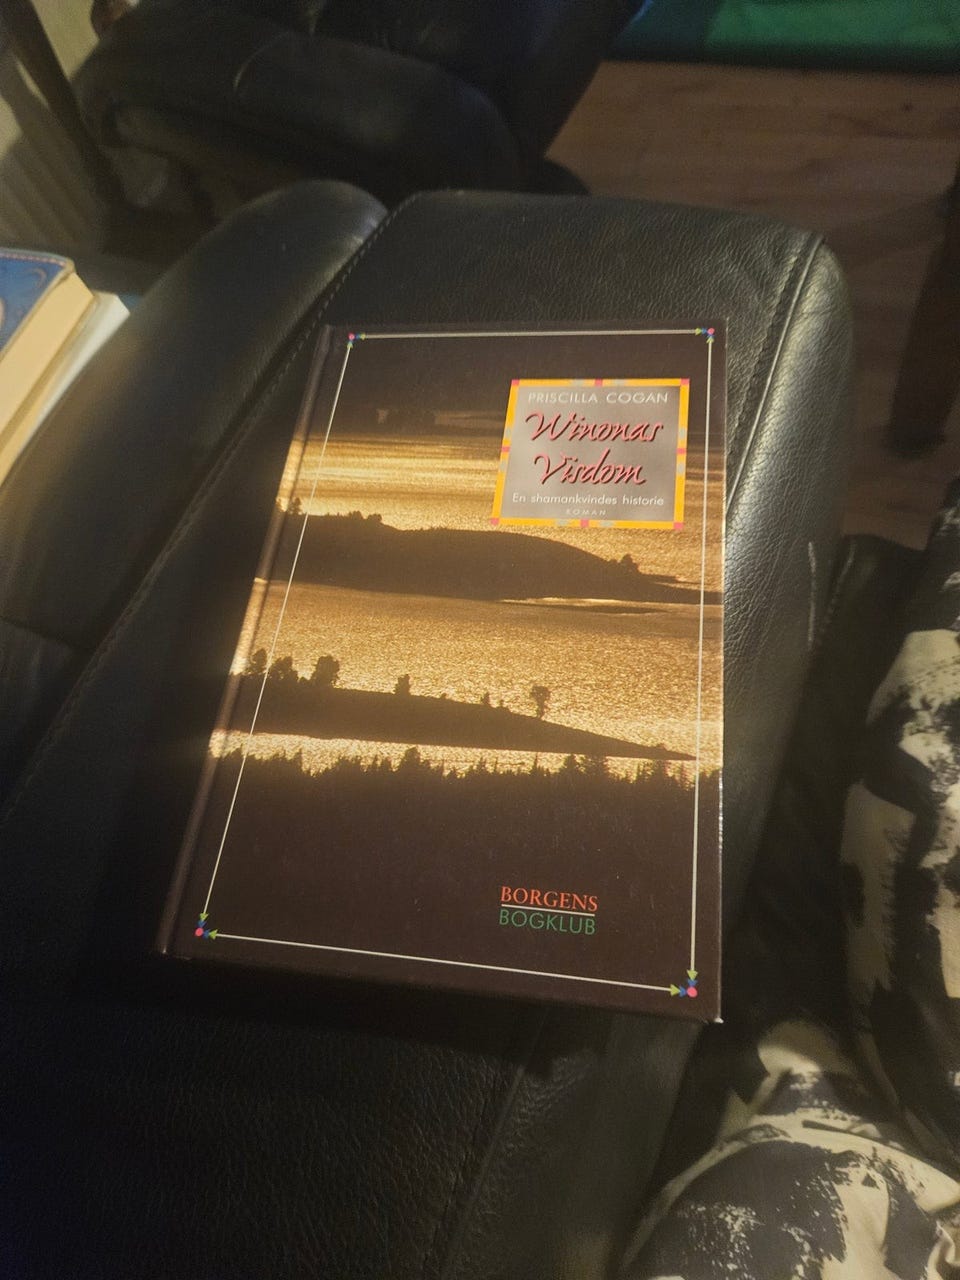 PRISCILLA COGAN
Winonas
Visdom
En shamankvindes historie
ROMAN
BORGENS
BOGKLUB